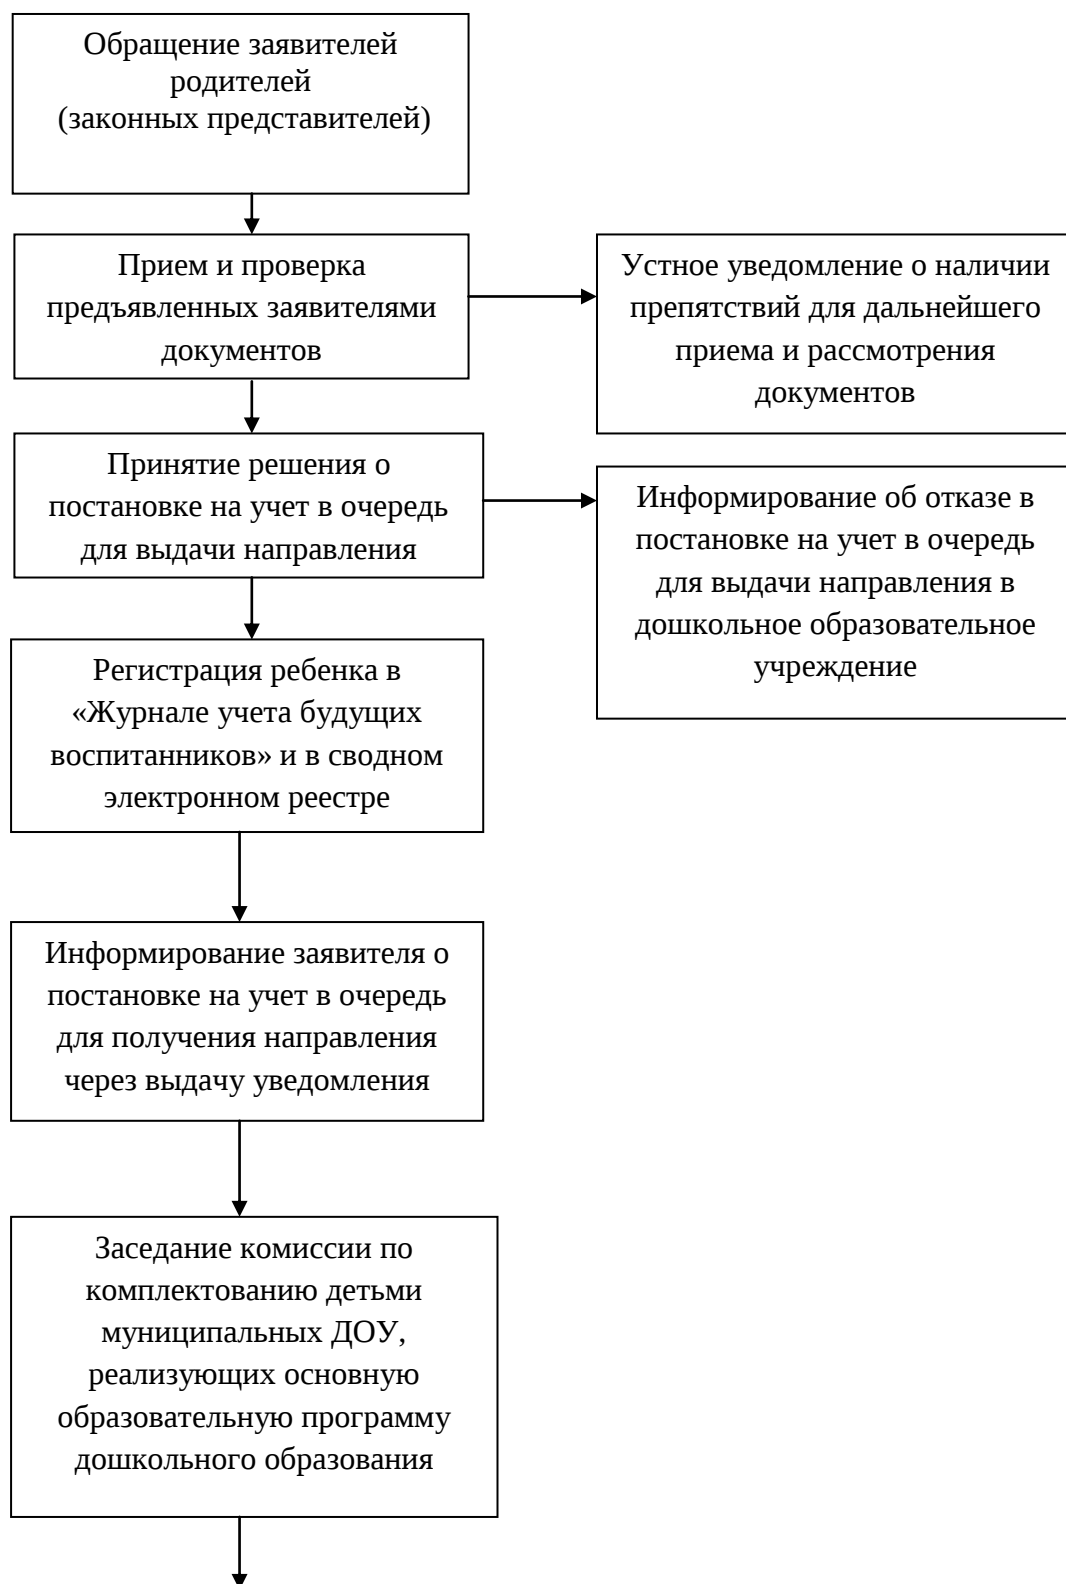 Обращение заявителей
родителей
(законных представителей)
Прием и проверка
предъявленных заявителями
документов
Устное уведомление о наличии
препятствий для дальнейшего
приема и рассмотрения
документов
Принятие решения о
постановке на учет в очередь
для выдачи направления
Информирование об отказе в
постановке на учет в очередь
для выдачи направления в
дошкольное образовательное
учреждение
Регистрация ребенка в
«Журнале учета будущих
воспитанников» и в сводном
электронном реестре
Информирование заявителя о
постановке на учет в очередь
для получения направления
через выдачу уведомления
Заседание комиссии по
комплектованию детьми
муниципальных ДОУ,
реализующих основную
образовательную программу
дошкольного образования